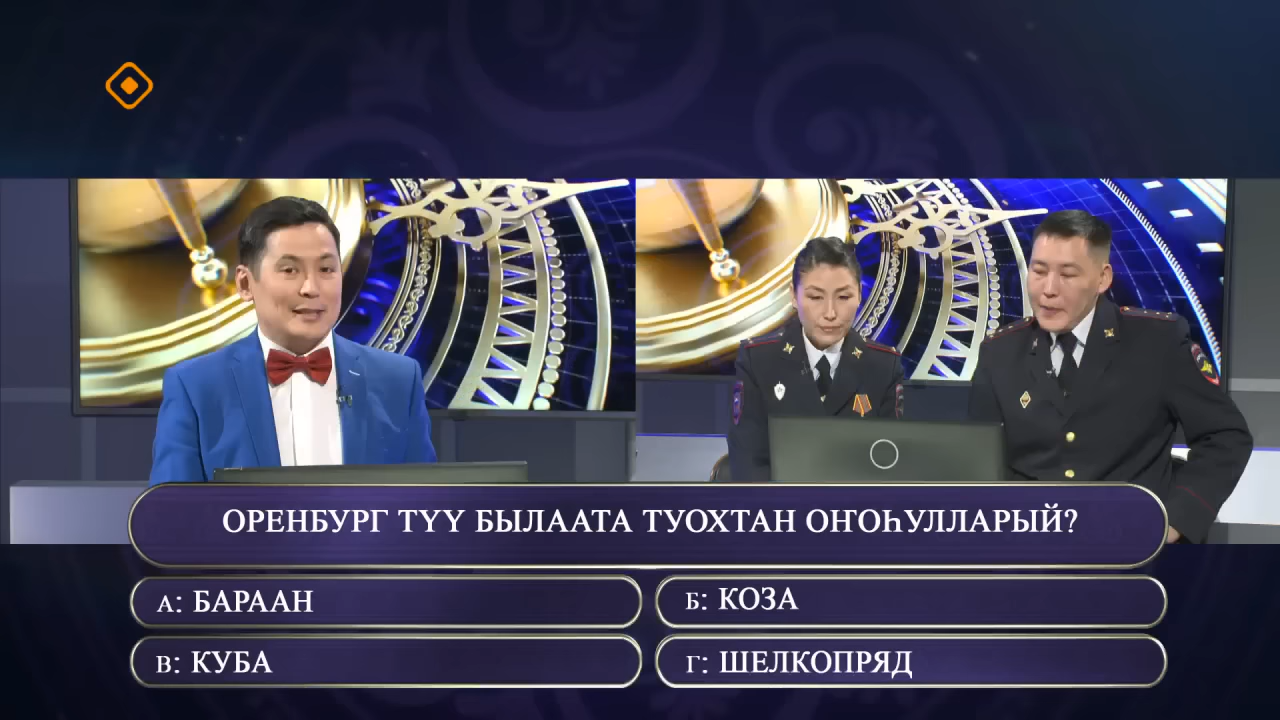 ОРЕНБУРГ ТҮҮ БЫЛААТА ТУОХТАН ОҤОҺУЛЛАРЫЙ?
А: БАРААН
Б: КОЗА
В: КУБА
Г: ШЕЛКОПРЯД